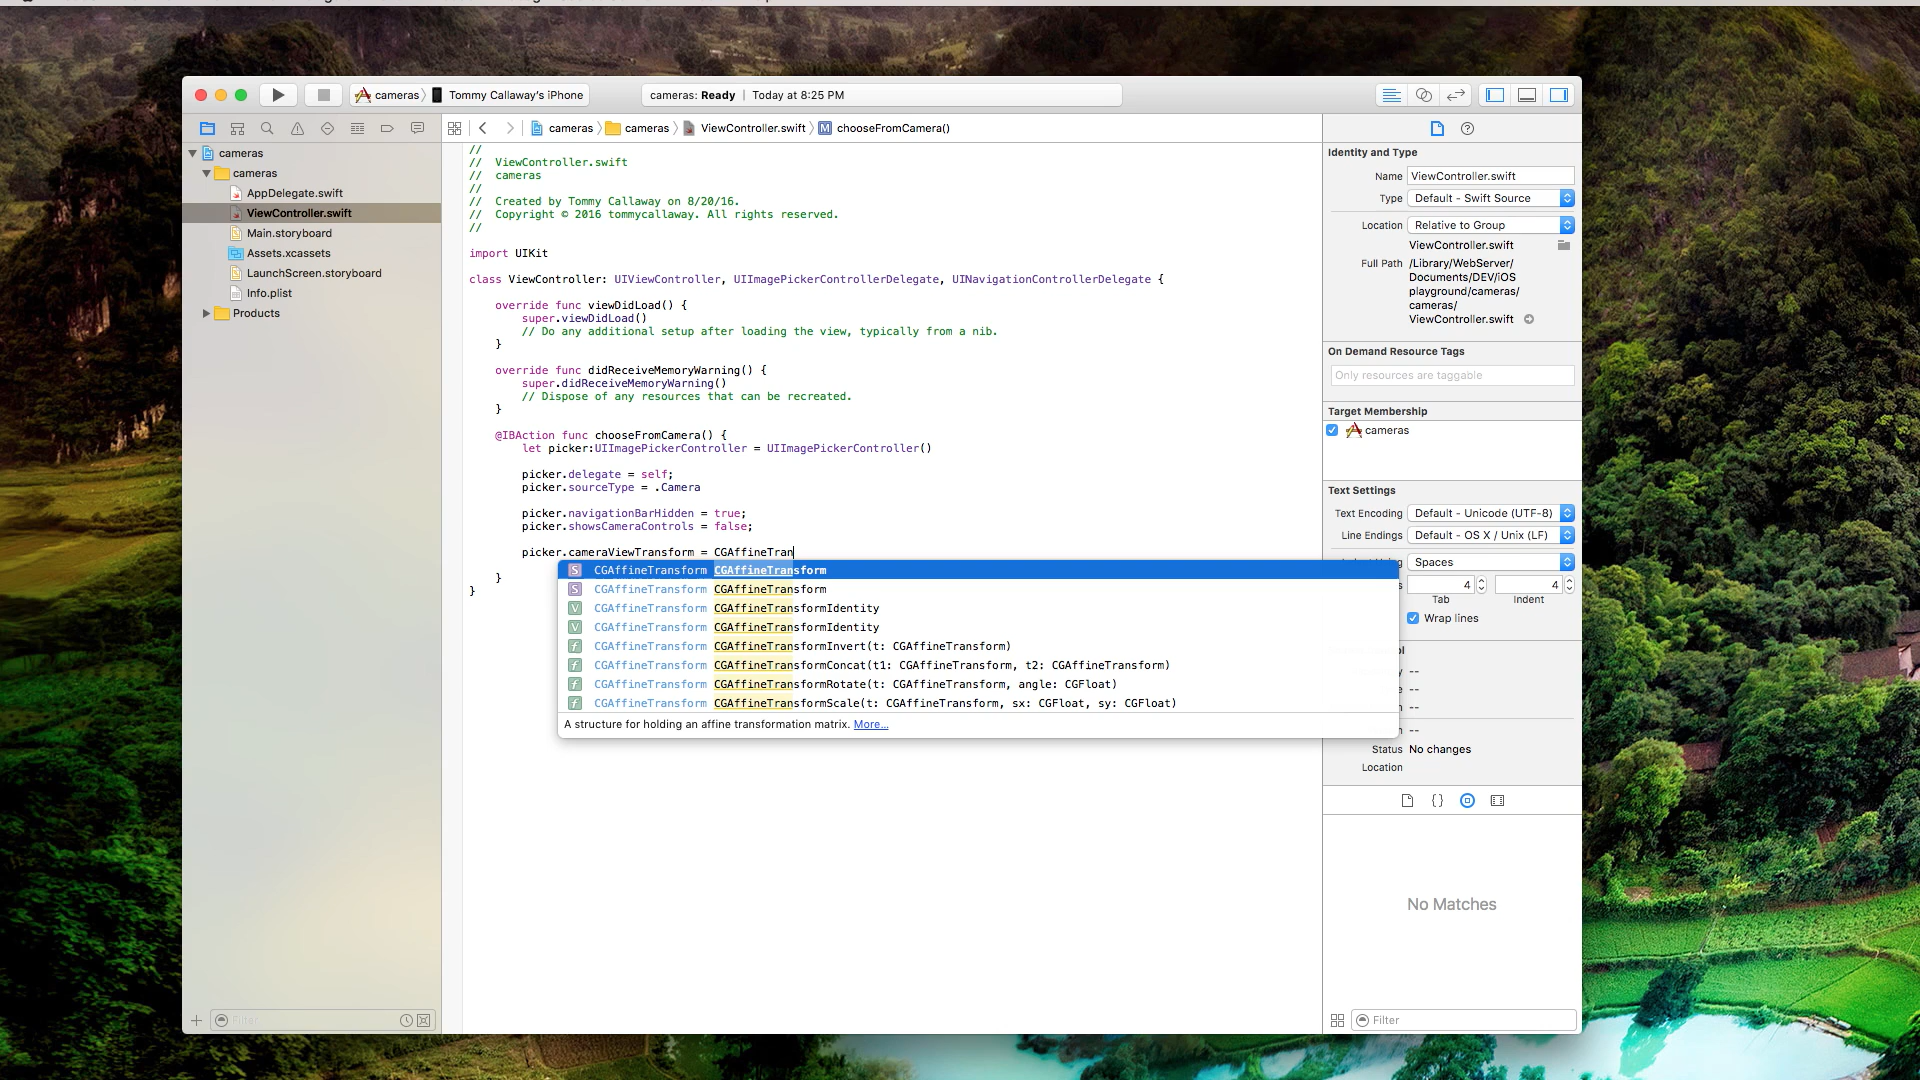 cameras
Tommy Callaway's iPhone
cameras: Ready | Today at 8:25 PM
cameras
cameras
ViewController.swift
M
chooseFromCamera()
cameras
cameras
AppDelegate.swift
ViewController.swift
Main.storyboard
Assets.xcassets
LaunchScreen.storyboard
Info.plist
Products
Filter
//
//  ViewController.swift
//  cameras
//
//  Created by Tommy Callaway on 8/20/16.
//  Copyright © 2016 tommycallaway. All rights reserved.
//
import UIKit
class ViewController: UIViewController, UIImagePickerControllerDelegate, UINavigationControllerDelegate {
override func viewDidLoad() {
super.viewDidLoad()
// Do any additional setup after loading the view, typically from a nib.
}
override func didReceiveMemoryWarning() {
super.didReceiveMemoryWarning()
// Dispose of any resources that can be recreated.
}
@IBAction func chooseFromCamera() {
let picker:UIImagePickerController = UIImagePickerController()
picker.delegate = self;
picker.sourceType = .Camera
picker.navigationBarHidden = true;
picker.showsCameraControls = false;
picker.cameraViewTransform = CGAffineTran
}
}
S CGAffineTransform CGAffineTransform
S CGAffineTransform CGAffineTransform
V CGAffineTransform CGAffineTransformIdentity
V CGAffineTransform CGAffineTransformIdentity
f CGAffineTransform CGAffineTransformInvert(t: CGAffineTransform)
f CGAffineTransform CGAffineTransformConcat(t1: CGAffineTransform, t2: CGAffineTransform)
f CGAffineTransform CGAffineTransformRotate(t: CGAffineTransform, angle: CGFloat)
f CGAffineTransform CGAffineTransformScale(t: CGAffineTransform, sx: CGFloat, sy: CGFloat)
A structure for holding an affine transformation matrix. More...
Identity and Type
Name ViewController.swift
Type Default - Swift Source
Location Relative to Group
ViewController.swift
Full Path /Library/WebServer/
Documents/DEV/iOS
playground/cameras/
cameras/
ViewController.swift
On Demand Resource Tags
Only resources are taggable
Target Membership
cameras
Text Settings
Text Encoding Default - Unicode (UTF-8)
Line Endings Default - OS X / Unix (LF)
Spaces
4 4
Tab Indent
Wrap lines
--
--
--
--
Status No changes
Location
{}
No Matches
Filter